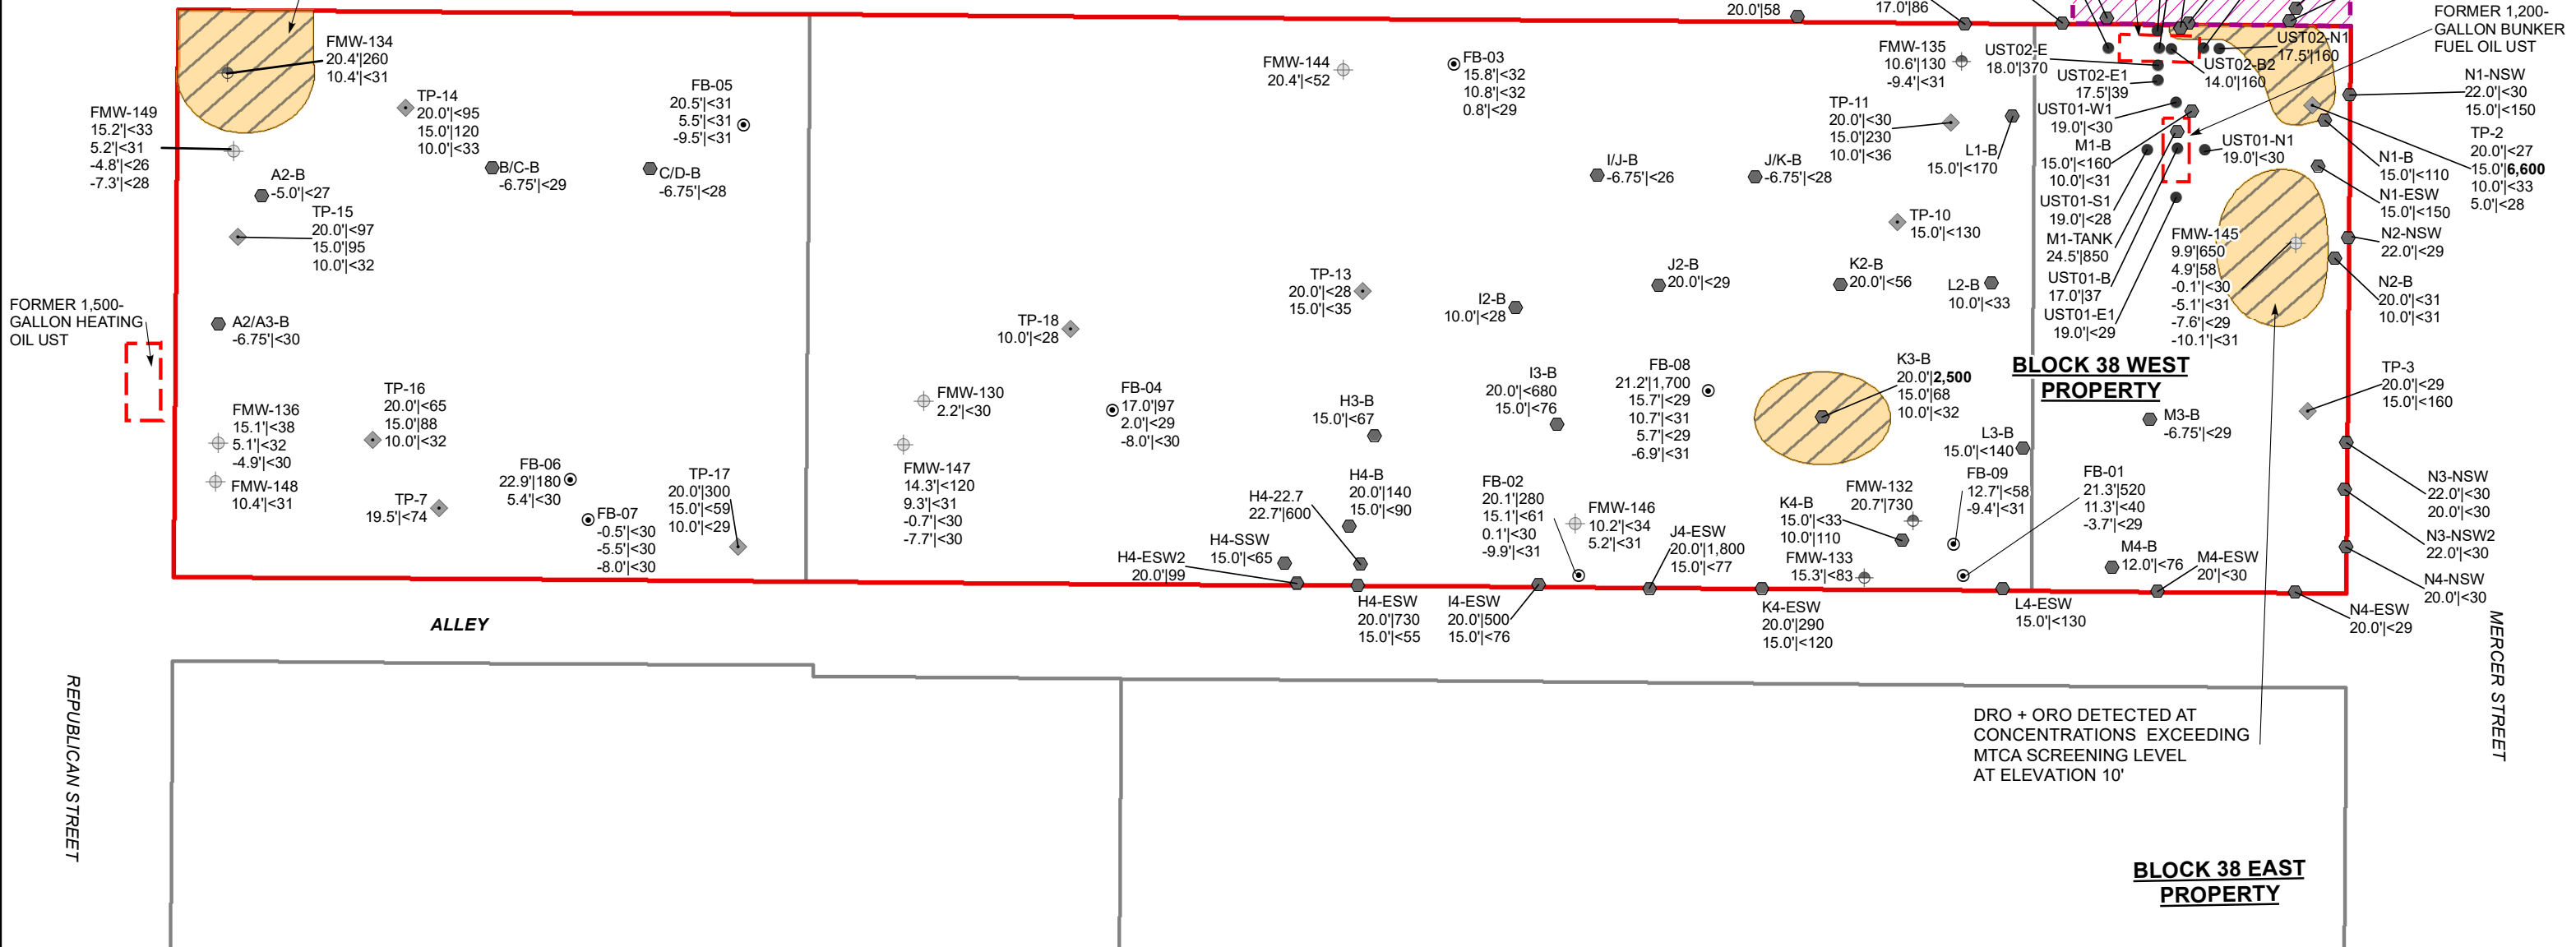 20.0'|58
17.0'|86
FORMER 1,200-
GALLON BUNKER
FUEL OIL UST
FMW-134
20.4'|260
10.4'|<31
FMW-149
15.2'|<33
5.2'|<31
-4.8'|<26
-7.3'|<28
TP-14
20.0'|<95
15.0'|120
10.0'|<33
FB-05
20.5'|<31
5.5'|<31
-9.5'|<31
A2-B
-5.0'|<27
B/C-B
-6.75'|<29
C/D-B
-6.75'|<28
TP-15
20.0'|<97
15.0'|95
10.0'|<32
FORMER 1,500-
GALLON HEATING
OIL UST
A2/A3-B
-6.75'|<30
FMW-136
15.1'|<38
5.1'|<32
-4.9'|<30
FMW-148
10.4'|<31
TP-16
20.0'|<65
15.0'|88
10.0'|<32
TP-7
19.5'|<74
FB-06
22.9'|180
5.4'|<30
FB-07
-0.5'|<30
-5.5'|<30
-8.0'|<30
TP-17
20.0'|300
15.0'|<59
10.0'|<29
FMW-144
20.4'|<52
FB-03
15.8'|<32
10.8'|<32
0.8'|<29
FMW-135
10.6'|130
-9.4'|<31
TP-11
20.0'|<30
15.0'|230
10.0'|<36
L1-B
15.0'|<170
I/J-B
-6.75'|<26
J/K-B
-6.75'|<28
TP-10
15.0'|<130
TP-13
20.0'|<28
15.0'|<35
I2-B
10.0'|<28
J2-B
20.0'|<29
K2-B
20.0'|<56
L2-B
10.0'|<33
TP-18
10.0'|<28
FMW-130
2.2'|<30
FB-04
17.0'|97
2.0'|<29
-8.0'|<30
FMW-147
14.3'|<120
9.3'|<31
-0.7'|<30
-7.7'|<30
H3-B
15.0'|<67
I3-B
20.0'|<680
15.0'|<76
FB-08
21.2'|1,700
15.7'|<29
10.7'|<31
5.7'|<29
-6.9'|<31
K3-B
20.0'|2,500
15.0'|68
10.0'|<32
L3-B
15.0'|<140
H4-B
20.0'|140
15.0'|<90
H4-22.7
22.7'|600
H4-SSW
15.0'|<65
H4-ESW2
20.0'|99
FB-02
20.1'|280
15.1'|<61
0.1'|<30
-9.9'|<31
FMW-146
10.2'|<34
5.2'|<31
J4-ESW
20.0'|1,800
15.0'|<77
K4-B
15.0'|<33
10.0'|110
FMW-132
20.7'|730
FMW-133
15.3'|<83
FB-09
12.7'|<58
-9.4'|<31
FB-01
21.3'|520
11.3'|<40
-3.7'|<29
H4-ESW
20.0'|730
15.0'|<55
I4-ESW
20.0'|500
15.0'|<76
K4-ESW
20.0'|290
15.0'|<120
L4-ESW
15.0'|<130
UST02-E
18.0'|370
UST02-E1
17.5'|39
UST02-N1
17.5'|160
UST02-B2
14.0'|160
UST01-W1
19.0'|<30
M1-B
15.0'|<160
10.0'|<31
UST01-N1
19.0'|<30
UST01-S1
19.0'|<28
M1-TANK
24.5'|850
UST01-B
17.0'|37
UST01-E1
19.0'|<29
FMW-145
9.9'|650
4.9'|58
-0.1'|<30
-5.1'|<31
-7.6'|<29
-10.1'|<31
N1-NSW
22.0'|<30
15.0'|<150
TP-2
20.0'|<27
15.0'|6,600
10.0'|<33
5.0'|<28
N1-B
15.0'|<110
N1-ESW
15.0'|<150
N2-NSW
22.0'|<29
N2-B
20.0'|<31
10.0'|<31
BLOCK 38 WEST
PROPERTY
TP-3
20.0'|<29
15.0'|<160
M3-B
-6.75'|<29
N3-NSW
22.0'|<30
20.0'|<30
N3-NSW2
22.0'|<30
M4-B
12.0'|<76
M4-ESW
20'|<30
N4-NSW
20.0'|<30
N4-ESW
20.0'|<29
ALLEY
REPUBLICAN STREET
MERCER STREET
DRO + ORO DETECTED AT
CONCENTRATIONS EXCEEDING
MTCA SCREENING LEVEL
AT ELEVATION 10'
BLOCK 38 EAST
PROPERTY